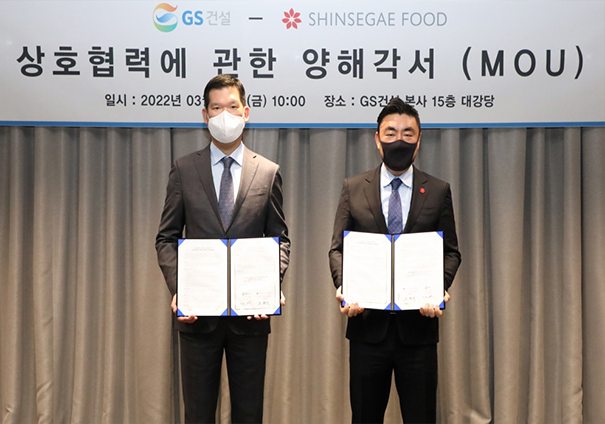 GS건설 – SHINSEGAE FOOD
상호협력에 관한 양해각서 (MOU)
일시 : 2022년 03 (금) 10:00 장소 : GS건설 본사 15층 대강당